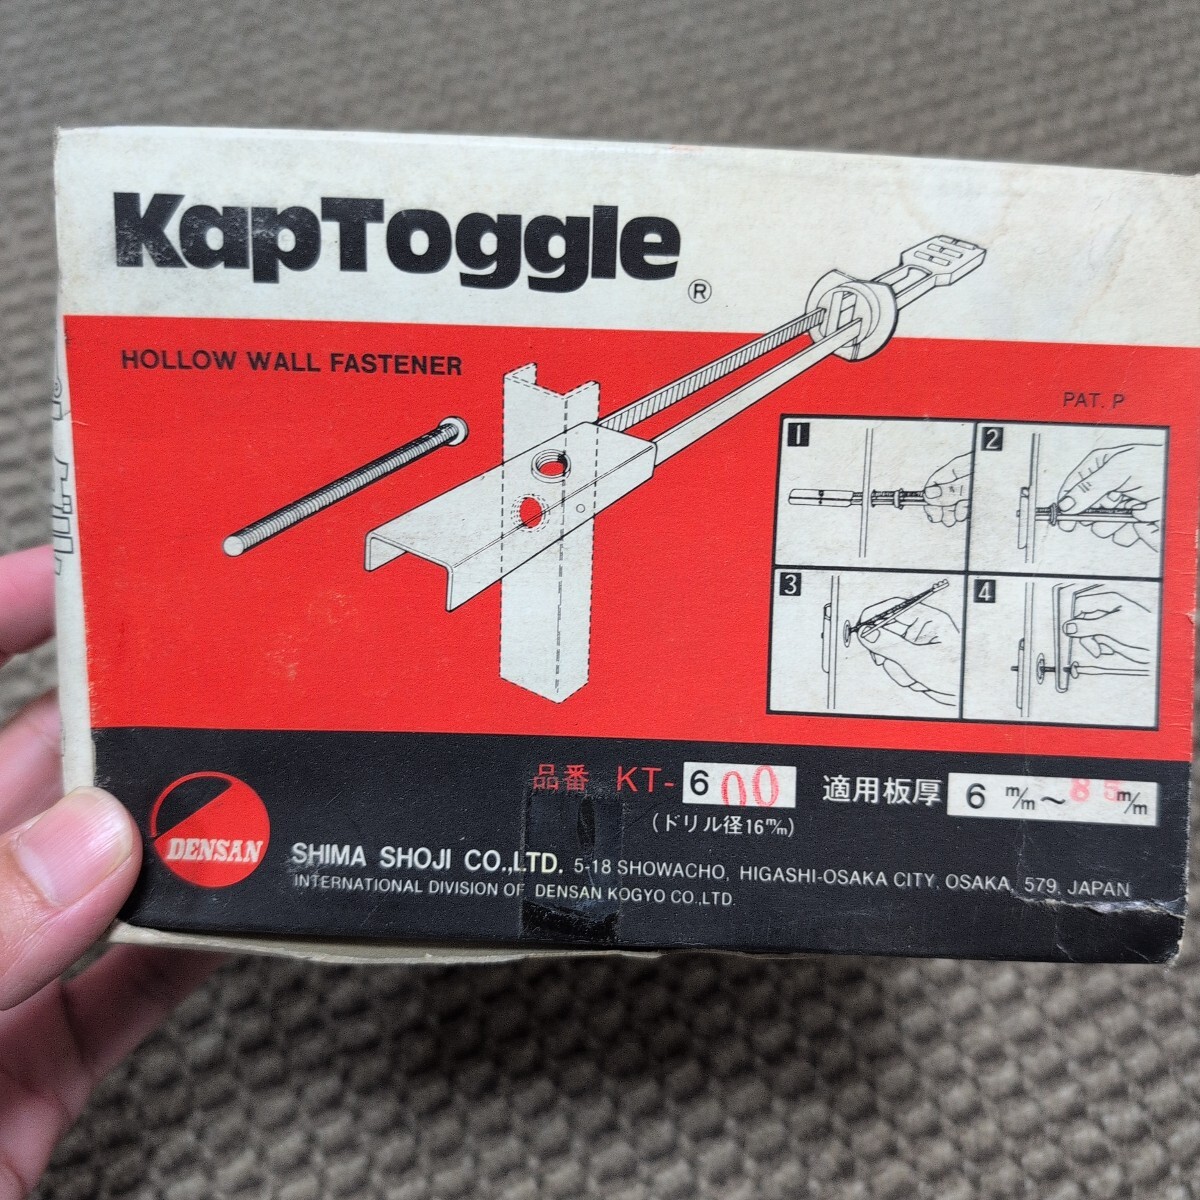 KapToggle
®
HOLLOW WALL FASTENER
PAT. P
1
2
3
4
品番 KT-600 適用板厚 6 m/m～85m/m
(ドリル径16m/m)
DENSAN
SHIMA SHOJI CO.,LTD. 5-18 SHOWACHO, HIGASHI-OSAKA CITY, OSAKA, 579, JAPAN
INTERNATIONAL DIVISION OF DENSAN KOGYO CO.,LTD.